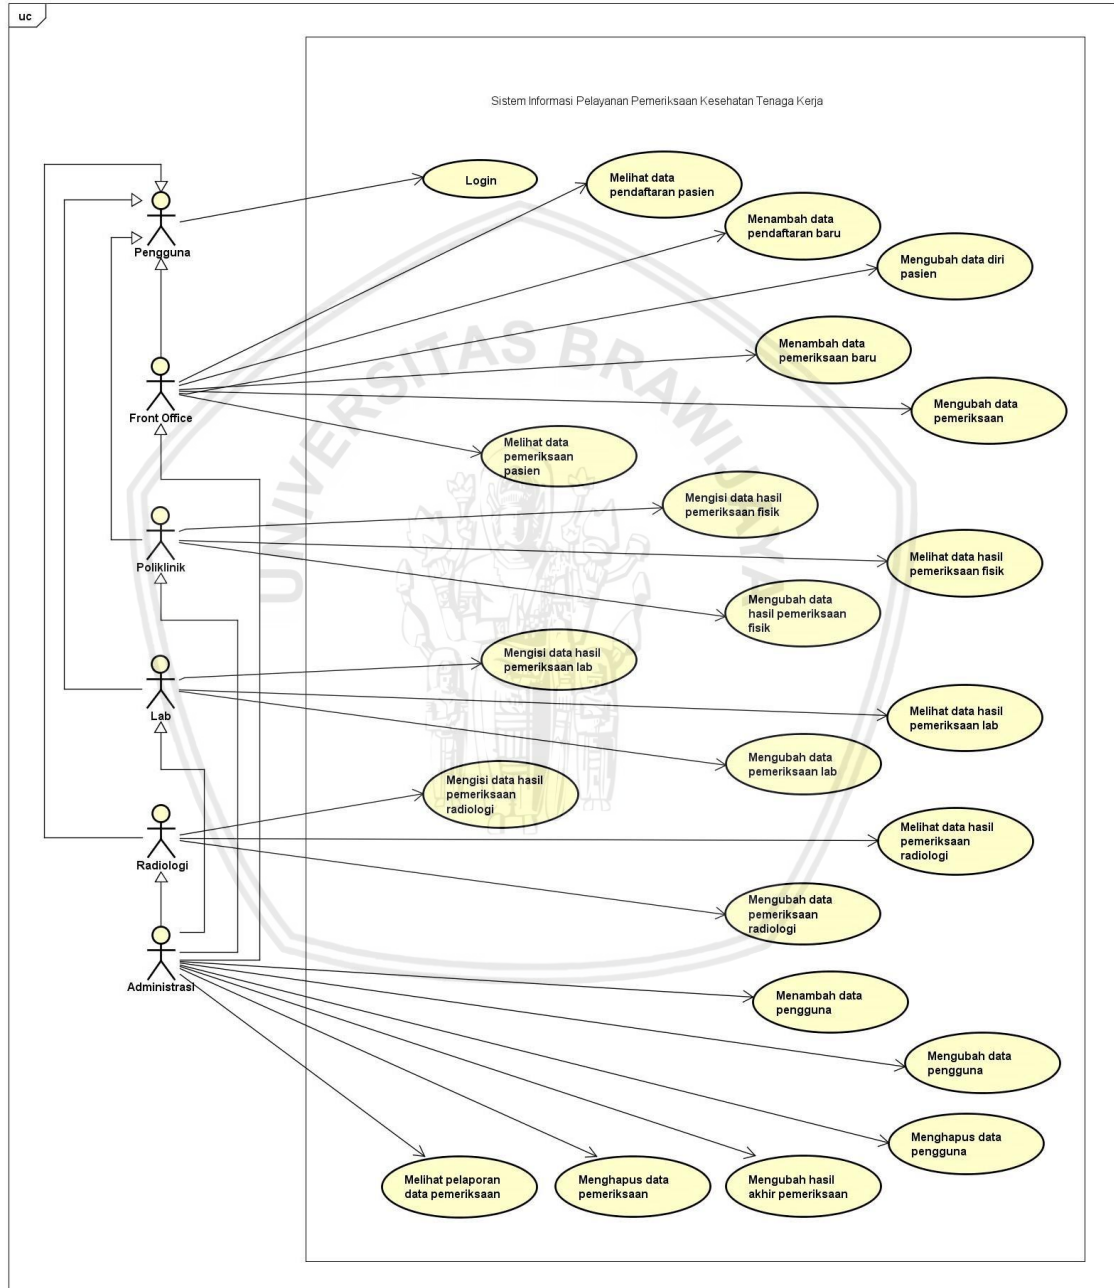 uc
Sistem Informasi Pelayanan Pemeriksaan Kesehatan Tenaga Kerja
Login
Melihat data
pendaftaran pasien
Menambah data
pendaftaran baru
Pengguna
Mengubah data diri
pasien
UNIVERSITAS BRAWIJAYA
Menambah data
pemeriksaan baru
Mengubah data
pemeriksaan
Front Office
Melihat data
pemeriksaan
pasien
Mengisi data hasil
pemeriksaan fisik
Poliklinik
Melihat data hasil
pemeriksaan fisik
Mengubah data
hasil pemeriksaan
fisik
Mengisi data hasil
pemeriksaan lab
Lab
Melihat data hasil
pemeriksaan lab
Mengubah data
pemeriksaan lab
Mengisi data hasil
pemeriksaan
radiologi
Radiologi
Melihat data hasil
pemeriksaan
radiologi
Mengubah data
pemeriksaan
radiologi
Administrasi
Menambah data
pengguna
Mengubah data
pengguna
Menghapus data
pengguna
Melihat pelaporan
data pemeriksaan
Menghapus data
pemeriksaan
Mengubah hasil
akhir pemeriksaan